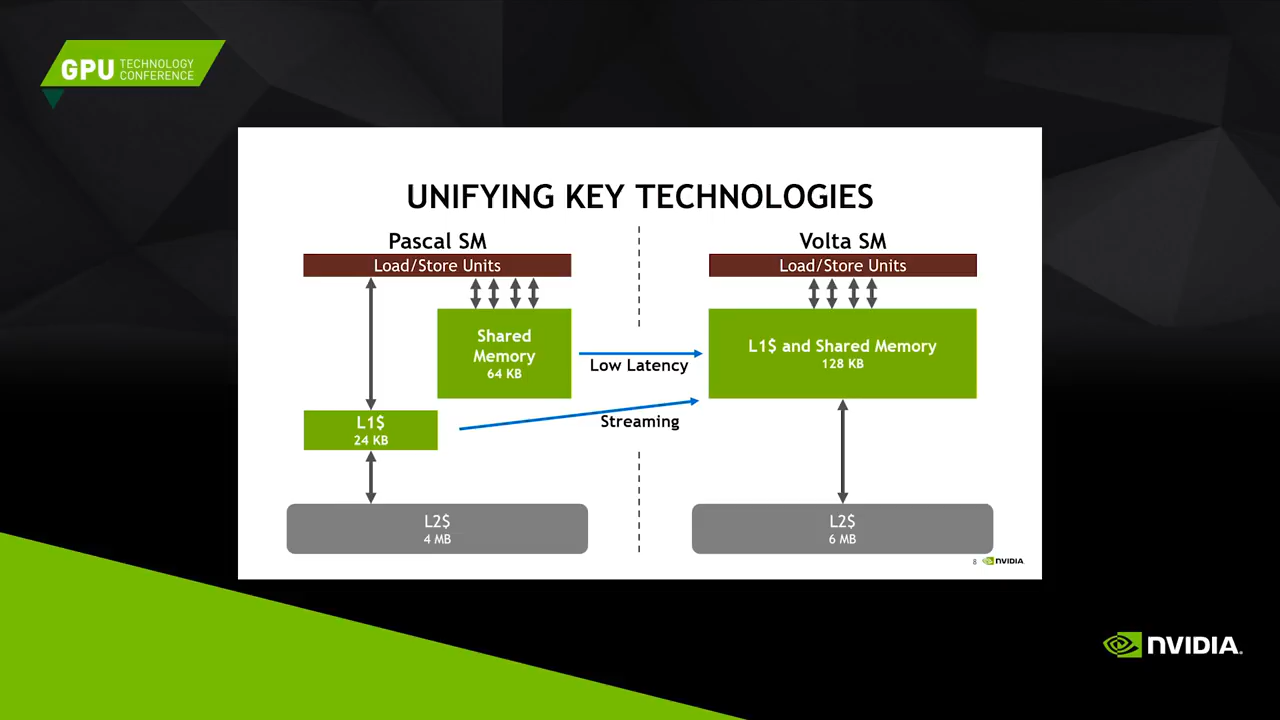 GPU TECHNOLOGY
CONFERENCE
UNIFYING KEY TECHNOLOGIES
Pascal SM
Load/Store Units
Shared
Memory
64 KB
L1$
24 KB
L2$
4 MB
Low Latency
Streaming
Volta SM
Load/Store Units
L1$ and Shared Memory
128 KB
L2$
6 MB
8 NVIDIA.
NVIDIA.